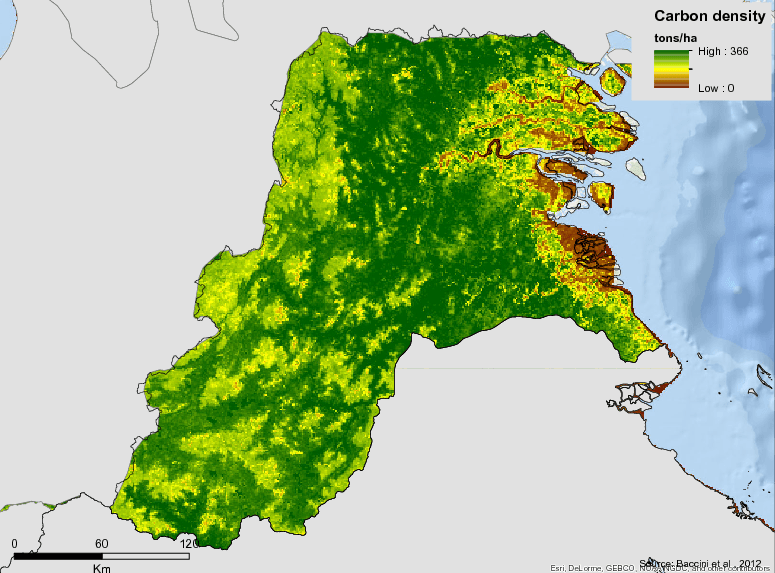 Carbon density
tons/ha
High : 366
Low : 0
0 60 120
Km
Source: Baccini et al., 2012
Esri, DeLorme, GEBCO, NOAA NGDC, and other contributors